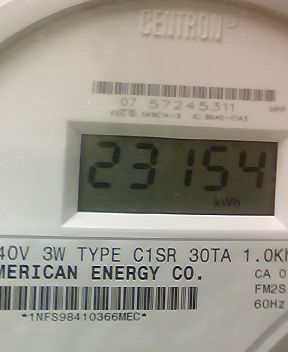 CENTRON
07 57245311
23154
kWh
40V 3W TYPE C1SR 30TA 1.0K
MERICAN ENERGY CO.
CA 0
FM2S
60Hz
*1NFS98410366MEC*